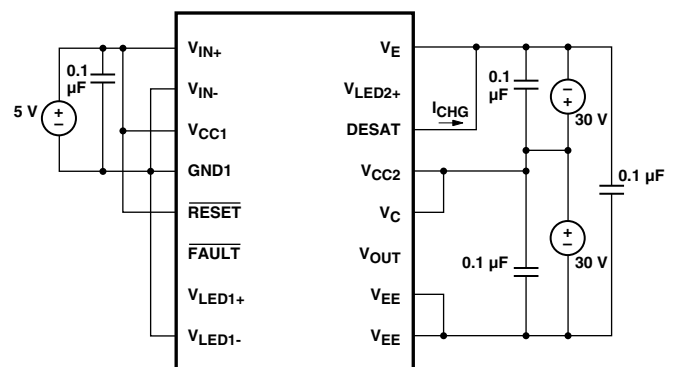 V_IN+
V_IN-
V_CC1
GND1
RESET
FAULT
V_LED1+
V_LED1-
V_E
V_LED2+
DESAT
V_CC2
V_C
V_OUT
V_EE
V_EE
5 V
+
−
0.1
µF
I_CHG
0.1
µF
−
+
30 V
0.1 µF
+
−
30 V
0.1 µF